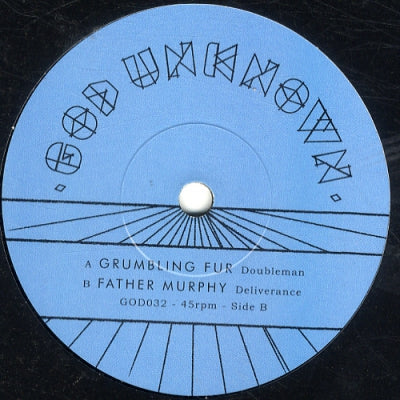 GOD UNKNOWN
A GRUMBLING FUR Doubleman
B FATHER MURPHY Deliverance
GOD032 - 45rpm - Side B